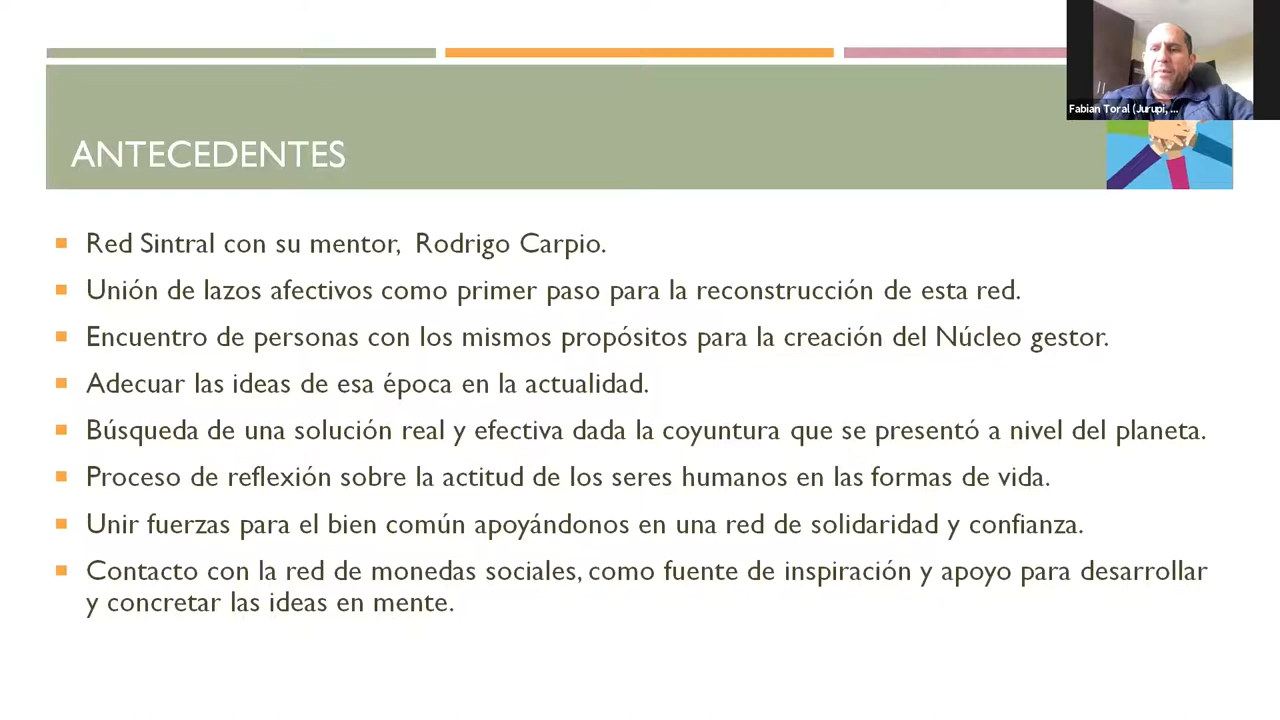 Fabian Toral (Jurupi, ...
ANTECEDENTES
Red Sintral con su mentor, Rodrigo Carpio.
Unión de lazos afectivos como primer paso para la reconstrucción de esta red.
Encuentro de personas con los mismos propósitos para la creación del Núcleo gestor.
Adecuar las ideas de esa época en la actualidad.
Búsqueda de una solución real y efectiva dada la coyuntura que se presentó a nivel del planeta.
Proceso de reflexión sobre la actitud de los seres humanos en las formas de vida.
Unir fuerzas para el bien común apoyándonos en una red de solidaridad y confianza.
Contacto con la red de monedas sociales, como fuente de inspiración y apoyo para desarrollar
y concretar las ideas en mente.